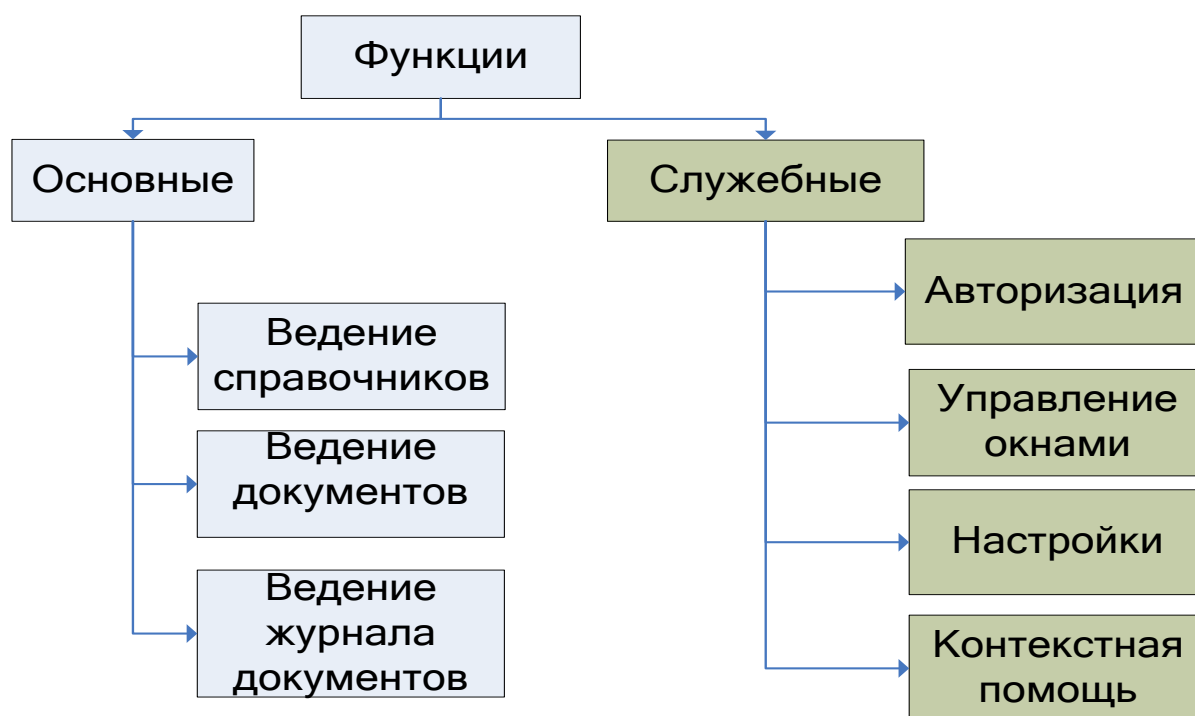 Функции
Основные
Служебные
Ведение
справочников
Ведение
документов
Ведение
журнала
документов
Авторизация
Управление
окнами
Настройки
Контекстная
помощь